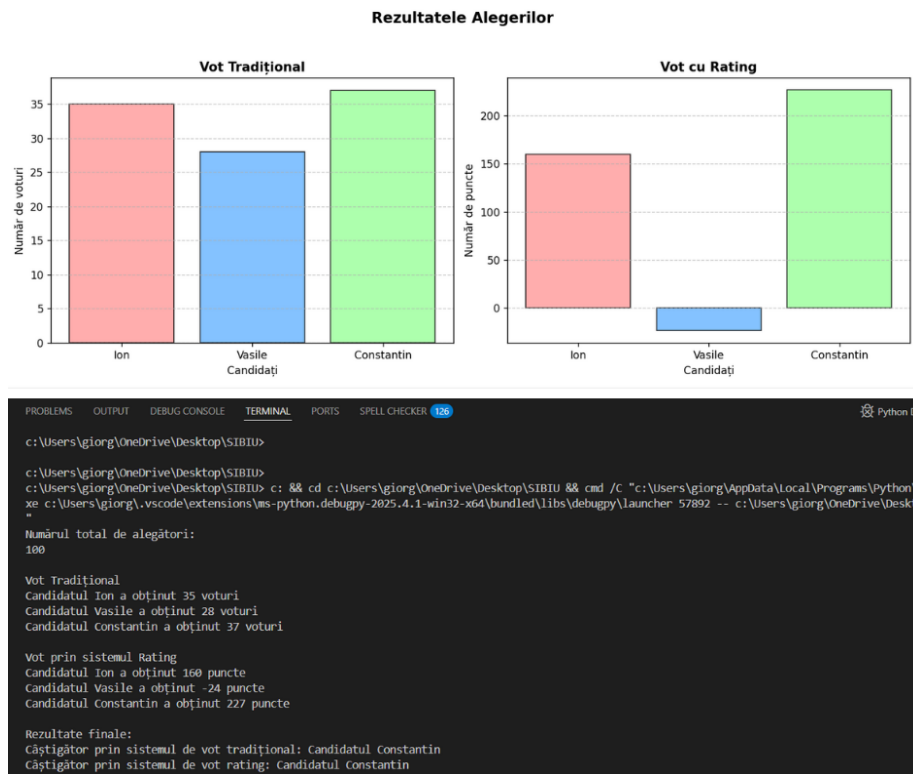 Rezultatele Alegerilor
Vot Tradițional
Număr de voturi
35
30
25
20
15
10
5
0
Ion
Vasile
Constantin
Candidați
Vot cu Rating
Număr de puncte
200
150
100
50
0
Ion
Vasile
Constantin
Candidați
PROBLEMS OUTPUT DEBUG CONSOLE TERMINAL PORTS SPELL CHECKER 126 Python
c:\Users\giorg\OneDrive\Desktop\SIBIU>
c:\Users\giorg\OneDrive\Desktop\SIBIU>
c:\Users\giorg\OneDrive\Desktop\SIBIU> c: && cd c:\Users\giorg\OneDrive\Desktop\SIBIU && cmd /C "c:\Users\giorg\AppData\Local\Programs\Python\
xe c:\Users\giorg\.vscode\extensions\ms-python.debugpy-2025.4.1-win32-x64\bundled\libs\debugpy\launcher 57892 -- c:\Users\giorg\OneDrive\Desk
"
Numărul total de alegători:
100
Vot Tradițional
Candidatul Ion a obținut 35 voturi
Candidatul Vasile a obținut 28 voturi
Candidatul Constantin a obținut 37 voturi
Vot prin sistemul Rating
Candidatul Ion a obținut 160 puncte
Candidatul Vasile a obținut -24 puncte
Candidatul Constantin a obținut 227 puncte
Rezultate finale:
Câștigător prin sistemul de vot tradițional: Candidatul Constantin
Câștigător prin sistemul de vot rating: Candidatul Constantin